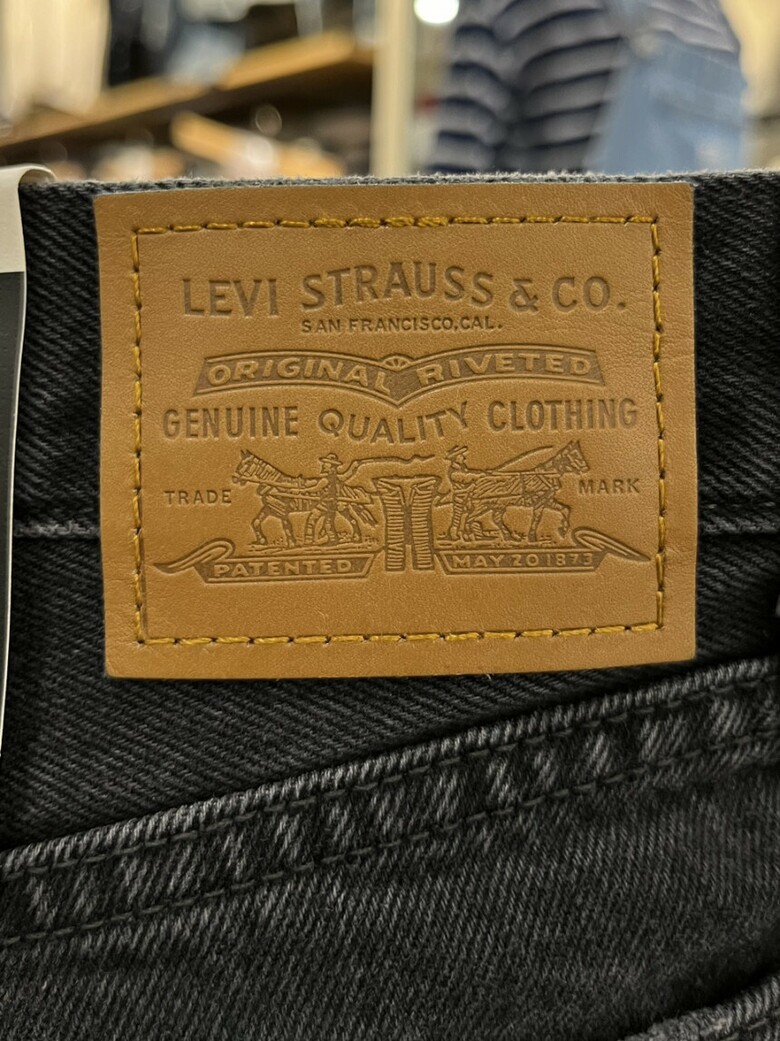 LEVI STRAUSS & CO.
SAN FRANCISCO, CAL.
ORIGINAL RIVETED
GENUINE QUALITY CLOTHING
TRADE MARK
PATENTED MAY 20 1873